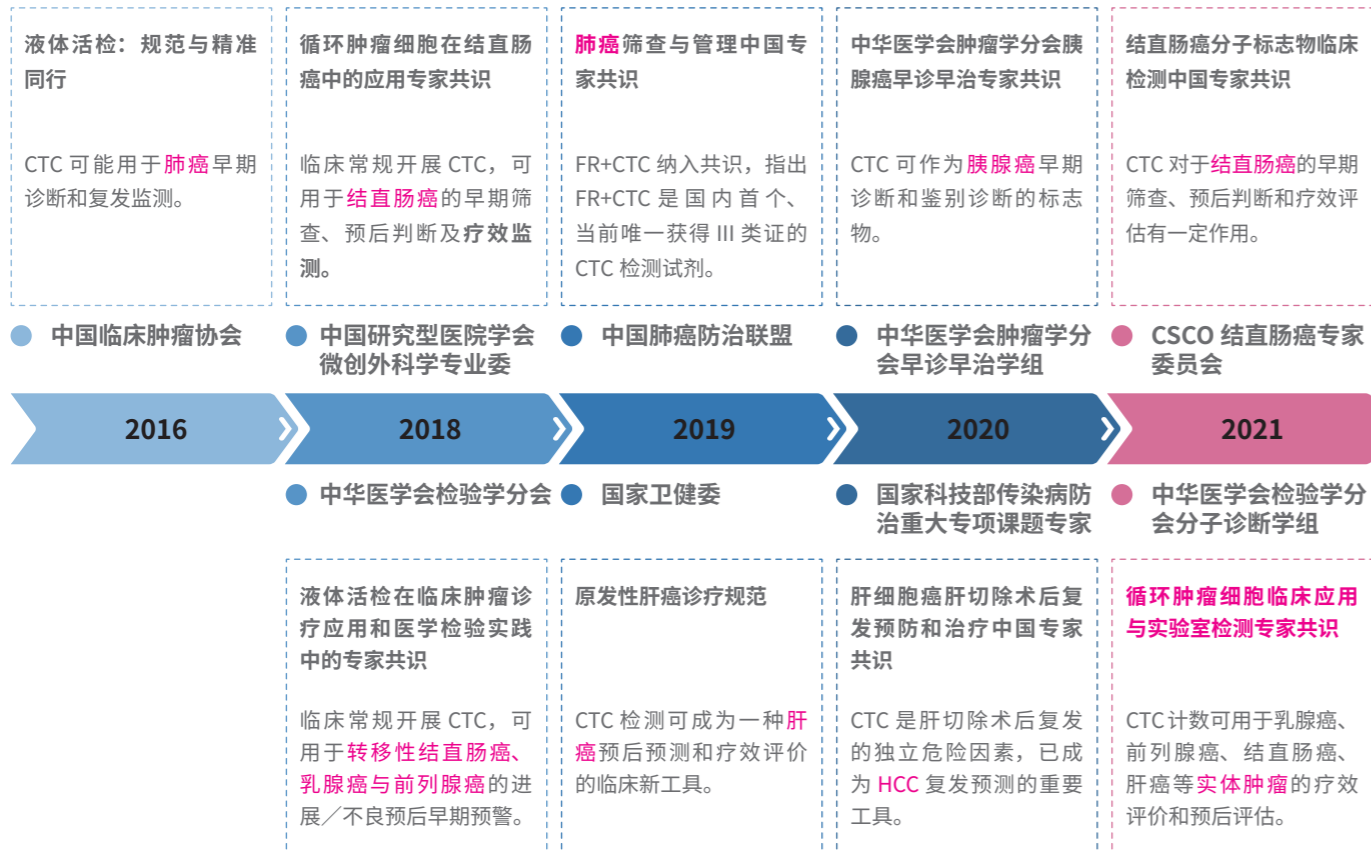 液体活检：规范与精准
同行
CTC 可能用于肺癌早期
诊断和复发监测。
循环肿瘤细胞在结直肠
癌中的应用专家共识
临床常规开展 CTC，可
用于结直肠癌的早期筛
查、预后判断及疗效监
测。
肺癌筛查与管理中国专
家共识
FR+CTC 纳入共识，指出
FR+CTC 是国内首个、
当前唯一获得 III 类证的
CTC 检测试剂。
中华医学会肿瘤学分会胰
腺癌早诊早治专家共识
CTC 可作为胰腺癌早期
诊断和鉴别诊断的标志
物。
结直肠癌分子标志物临床
检测中国专家共识
CTC 对于结直肠癌的早期
筛查、预后判断和疗效评
估有一定作用。
中国临床肿瘤协会
中国研究型医院学会
微创外科学专业委
中国肺癌防治联盟
中华医学会肿瘤学分
会早诊早治学组
CSCO 结直肠癌专家
委员会
2016
2018
2019
2020
2021
中华医学会检验学分会
国家卫健委
国家科技部传染病防
治重大专项课题专家
中华医学会检验学分
会分子诊断学组
液体活检在临床肿瘤诊
疗应用和医学检验实践
中的专家共识
临床常规开展 CTC，可
用于转移性结直肠癌、
乳腺癌与前列腺癌的进
展／不良预后早期预警。
原发性肝癌诊疗规范
CTC 检测可成为一种肝
癌预后预测和疗效评价
的临床新工具。
肝细胞癌肝切除术后复
发预防和治疗中国专家
共识
CTC 是肝切除术后复发
的独立危险因素，已成
为 HCC 复发预测的重要
工具。
循环肿瘤细胞临床应用
与实验室检测专家共识
CTC 计数可用于乳腺癌、
前列腺癌、结直肠癌、
肝癌等实体肿瘤的疗效
评价和预后评估。